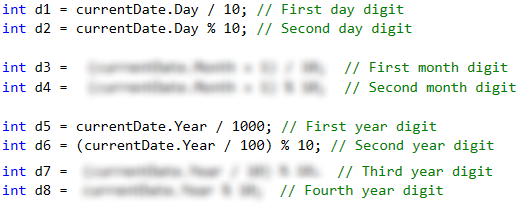 int d1 = currentDate.Day / 10; // First day digit
int d2 = currentDate.Day % 10; // Second day digit
int d3 = // First month digit
int d4 = // Second month digit
int d5 = currentDate.Year / 1000; // First year digit
int d6 = (currentDate.Year / 100) % 10; // Second year digit
int d7 = // Third year digit
int d8 = // Fourth year digit